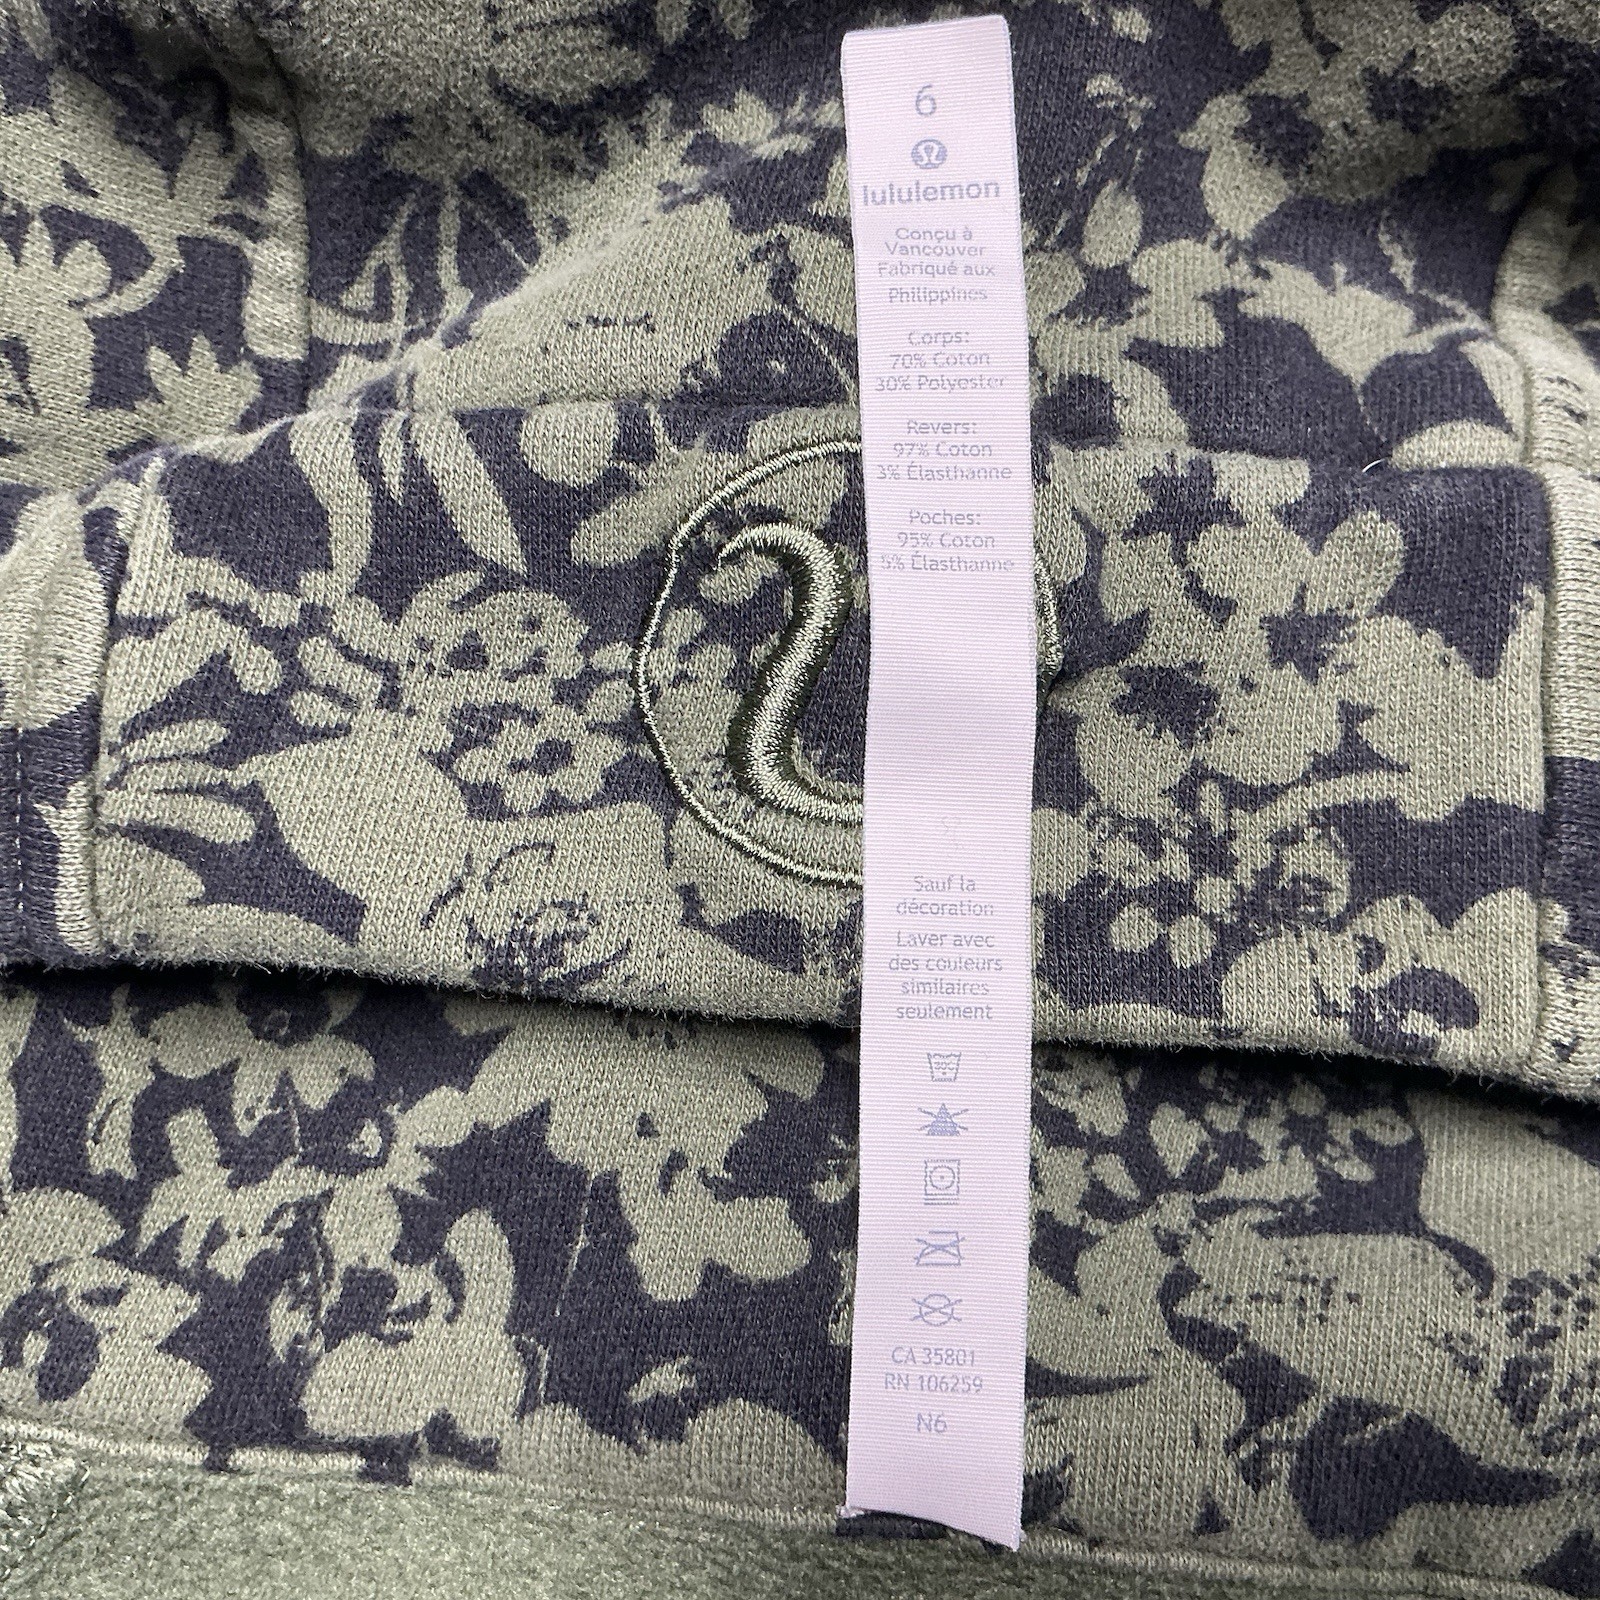 6
lululemon
Conçu à
Vancouver
Fabriqué aux
Philippines
Corps:
70% Coton
30% Polyester
Revers:
97% Coton
3% Élasthanne
Poches:
95% Coton
5% Élasthanne
Sauf la
décoration
Laver avec
des couleurs
similaires
seulement
30C
CA 35801
RN 106259
N6